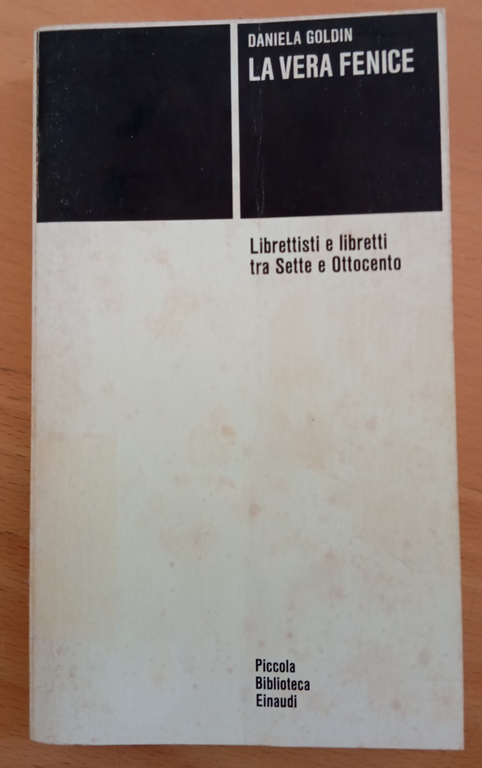 DANIELA GOLDIN
LA VERA FENICE
Librettisti e libretti
tra Sette e Ottocento
Piccola
Biblioteca
Einaudi